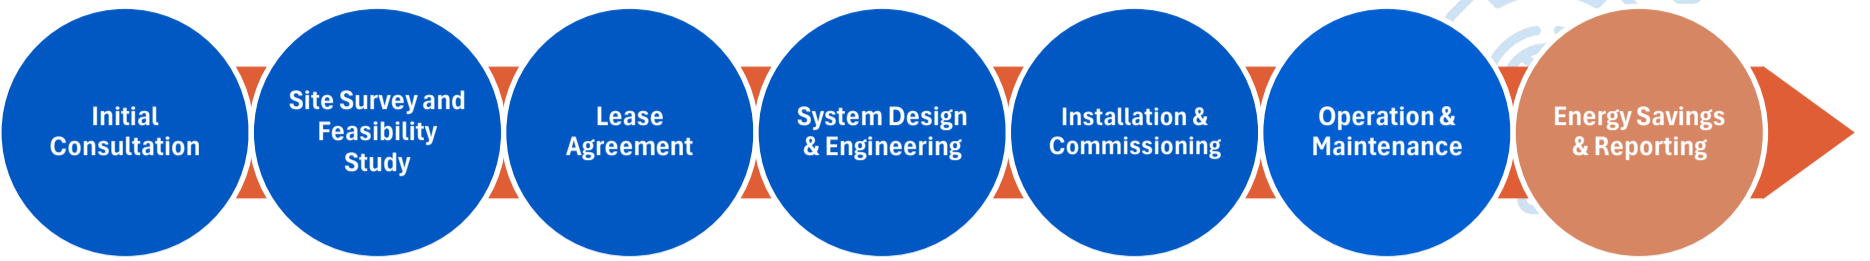 Initial
Consultation
Site Survey and
Feasibility
Study
Lease
Agreement
System Design
& Engineering
Installation &
Commissioning
Operation &
Maintenance
Energy Savings
& Reporting